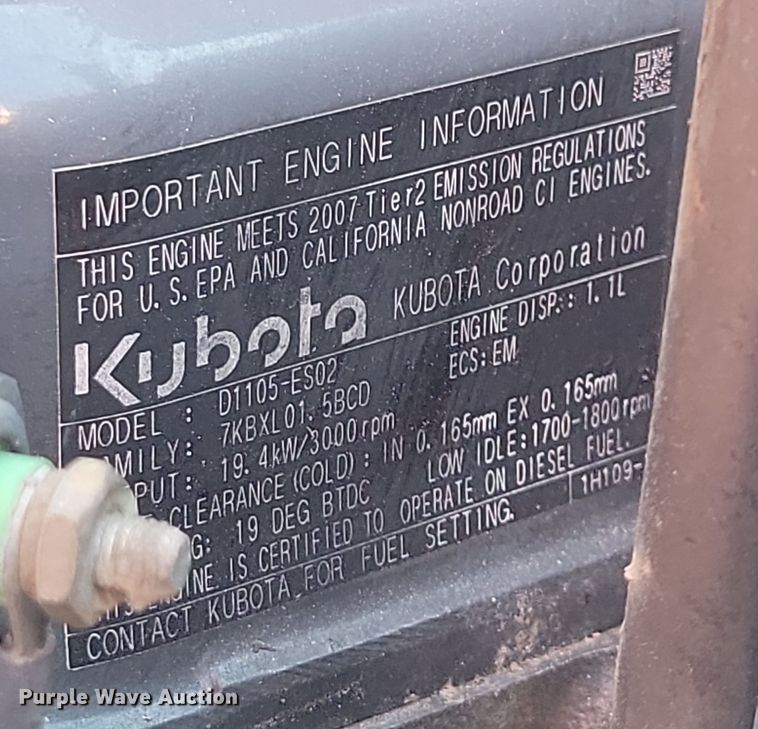 IMPORTANT ENGINE INFORMATION
THIS ENGINE MEETS 2007 Tier2 EMISSION REGULATIONS
FOR U.S. EPA AND CALIFORNIA NONROAD CI ENGINES.
Kubota KUBOTA Corporation
MODEL : D1105-ES02 ENGINE DISP.: 1.1L
MILY: 7KBXL01.5BCD ECS:EM
PUT: 19.4kW/3000rpm
CLEARANCE (COLD) : IN 0.165mm EX 0.165mm
G: 19 DEG BTDC LOW IDLE:1700-1800rpm
ENGINE IS CERTIFIED TO OPERATE ON DIESEL FUEL.
CONTACT KUBOTA FOR FUEL SETTING.
1H109-
Purple Wave Auction